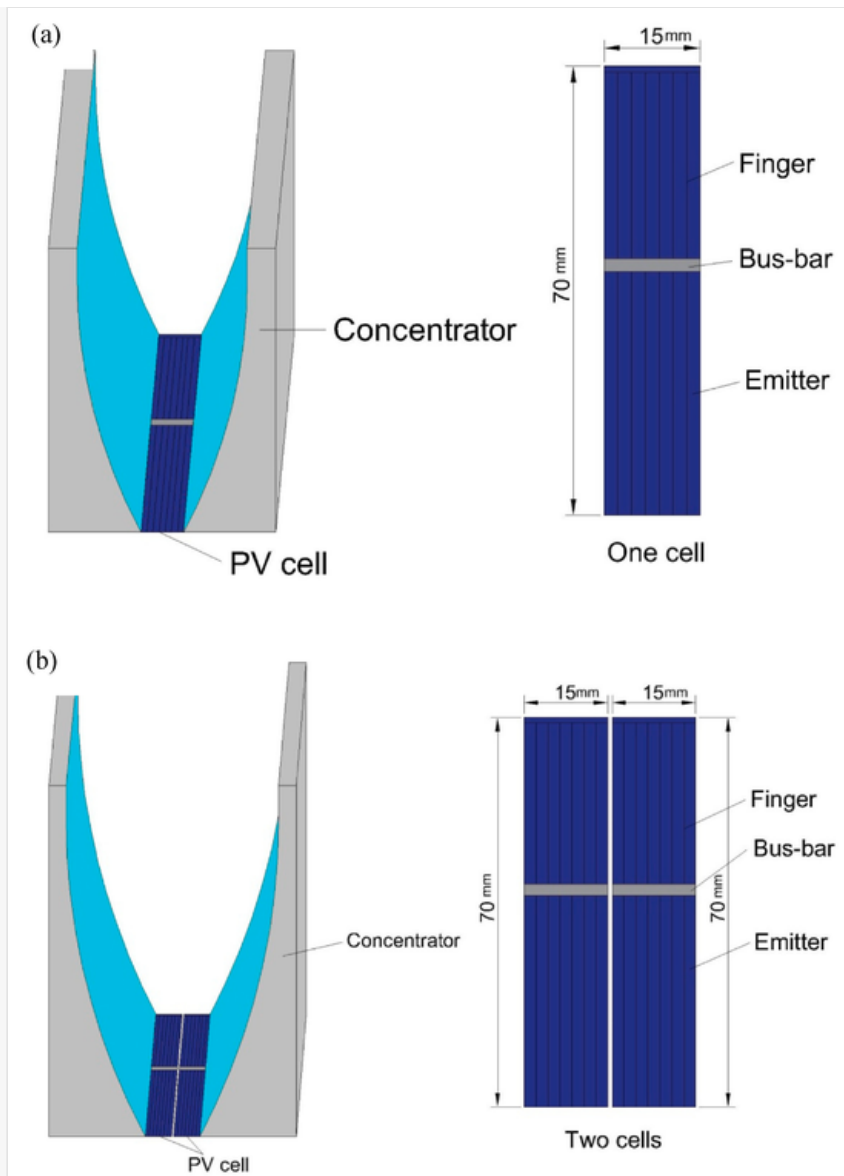 (a)
15mm
70 mm
Finger
Bus-bar
Emitter
Concentrator
PV cell
One cell
(b)
15mm 15mm
70 mm
70 mm
Finger
Bus-bar
Emitter
Concentrator
PV cell
Two cells